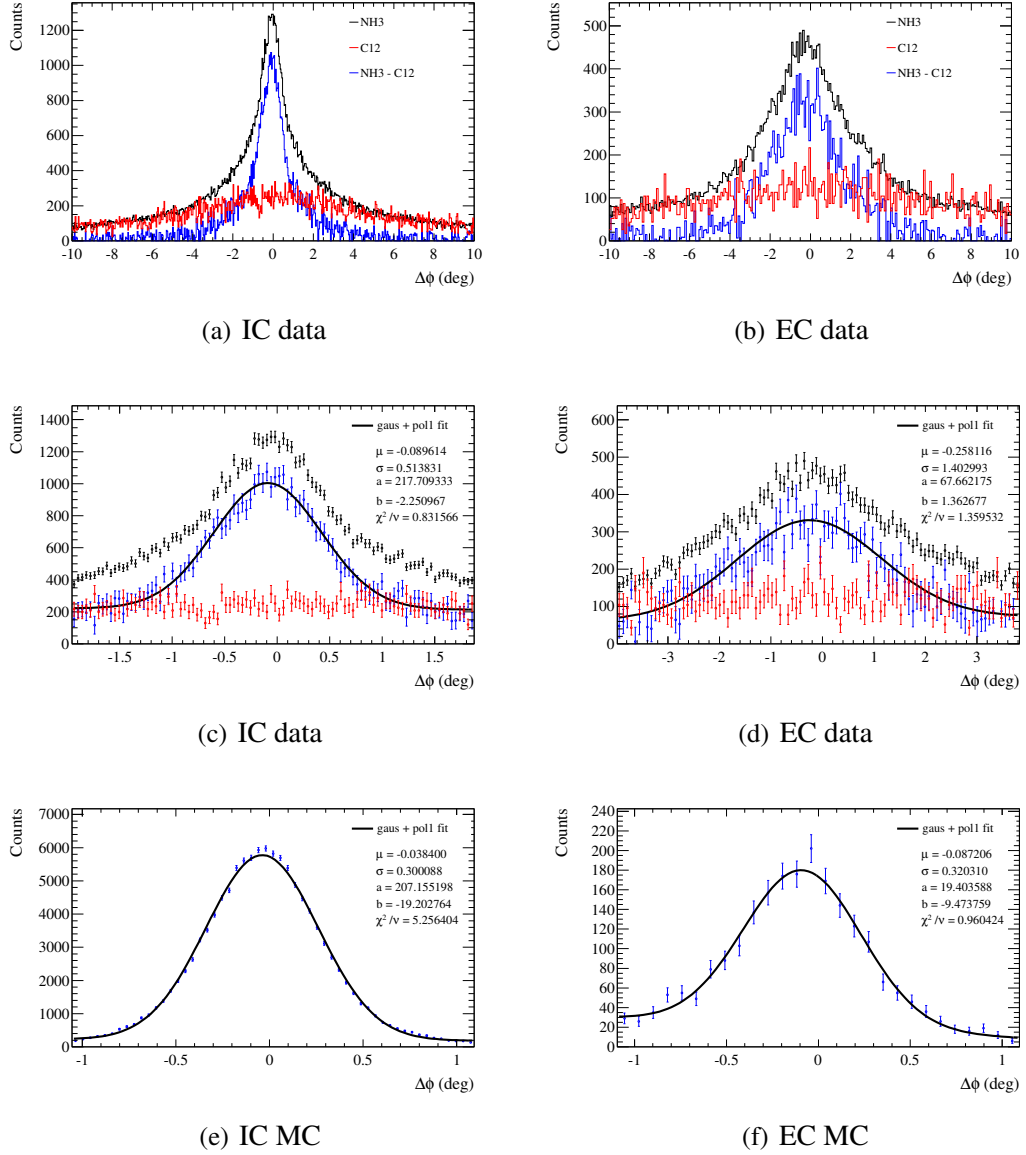 Counts
1200
1000
800
600
400
200
0
NH3
C12
NH3 - C12
-10 -8 -6 -4 -2 0 2 4 6 8 10
Δϕ (deg)
(a) IC data
Counts
500
400
300
200
100
0
NH3
C12
NH3 - C12
-10 -8 -6 -4 -2 0 2 4 6 8 10
Δϕ (deg)
(b) EC data
Counts
1400
1200
1000
800
600
400
200
0
gaus + pol1 fit
μ = -0.089614
σ = 0.513831
a = 217.709333
b = -2.250967
χ² /ν = 0.831566
-1.5 -1 -0.5 0 0.5 1 1.5
Δϕ (deg)
(c) IC data
Counts
600
500
400
300
200
100
0
gaus + pol1 fit
μ = -0.258116
σ = 1.402993
a = 67.662175
b = 1.362677
χ² /ν = 1.359532
-3 -2 -1 0 1 2 3
Δϕ (deg)
(d) EC data
Counts
7000
6000
5000
4000
3000
2000
1000
0
gaus + pol1 fit
μ = -0.038400
σ = 0.300088
a = 207.155198
b = -19.202764
χ² /ν = 5.256404
-1 -0.5 0 0.5 1
Δϕ (deg)
(e) IC MC
Counts
240
220
200
180
160
140
120
100
80
60
40
20
0
gaus + pol1 fit
μ = -0.087206
σ = 0.320310
a = 19.403588
b = -9.473759
χ² /ν = 0.960424
-1 -0.5 0 0.5 1
Δϕ (deg)
(f) EC MC